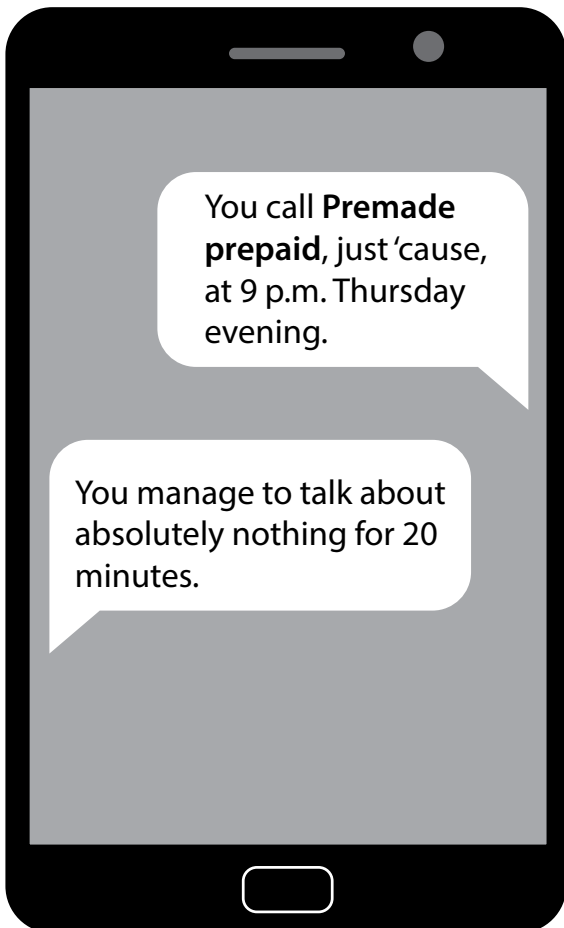 You call Premade
prepaid, just ‘cause,
at 9 p.m. Thursday
evening.
You manage to talk about
absolutely nothing for 20
minutes.